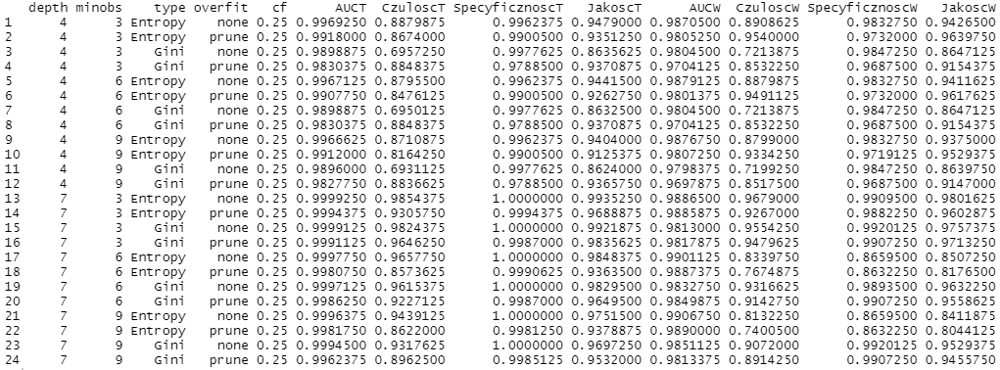 depth minobs type overfit cf AUCT CzuloscT SpecyficznoscT JakoscT AUCW CzuloscW SpecyficznoscW JakoscW
1 4 3 Entropy none 0.25 0.9969250 0.8879875 0.9962375 0.9479000 0.9870500 0.8908625 0.9832750 0.9426500
2 4 3 Entropy prune 0.25 0.9918000 0.8674000 0.9900500 0.9351250 0.9805250 0.9540000 0.9732000 0.9639750
3 4 3 Gini none 0.25 0.9898875 0.6957250 0.9977625 0.8635625 0.9804500 0.7213875 0.9847250 0.8647125
4 4 3 Gini prune 0.25 0.9830375 0.8848375 0.9788500 0.9370875 0.9704125 0.8532250 0.9687500 0.9154375
5 4 6 Entropy none 0.25 0.9967125 0.8795500 0.9962375 0.9441500 0.9879125 0.8879875 0.9832750 0.9411625
6 4 6 Entropy prune 0.25 0.9907750 0.8476125 0.9900500 0.9262750 0.9801375 0.9491125 0.9732000 0.9617625
7 4 6 Gini none 0.25 0.9898875 0.6950125 0.9977625 0.8632500 0.9804500 0.7213875 0.9847250 0.8647125
8 4 6 Gini prune 0.25 0.9830375 0.8848375 0.9788500 0.9370875 0.9704125 0.8532250 0.9687500 0.9154375
9 4 9 Entropy none 0.25 0.9966625 0.8710875 0.9962375 0.9404000 0.9876750 0.8799000 0.9832750 0.9375000
10 4 9 Entropy prune 0.25 0.9912000 0.8164250 0.9900500 0.9125375 0.9807250 0.9334250 0.9719125 0.9529375
11 4 9 Gini none 0.25 0.9896000 0.6931125 0.9977625 0.8624000 0.9798375 0.7199250 0.9847250 0.8639750
12 4 9 Gini prune 0.25 0.9827750 0.8836625 0.9788500 0.9365750 0.9697875 0.8517500 0.9687500 0.9147000
13 7 3 Entropy none 0.25 0.9999250 0.9854375 1.0000000 0.9935250 0.9886500 0.9679000 0.9909500 0.9801625
14 7 3 Entropy prune 0.25 0.9994375 0.9305750 0.9994375 0.9688875 0.9885875 0.9267000 0.9882250 0.9602875
15 7 3 Gini none 0.25 0.9999125 0.9824375 1.0000000 0.9921875 0.9813000 0.9554250 0.9920125 0.9757375
16 7 3 Gini prune 0.25 0.9991125 0.9646250 0.9987000 0.9835625 0.9817875 0.9479625 0.9907250 0.9713250
17 7 6 Entropy none 0.25 0.9997750 0.9657750 1.0000000 0.9848375 0.9901125 0.8339750 0.8659500 0.8507250
18 7 6 Entropy prune 0.25 0.9980750 0.8573625 0.9990625 0.9363500 0.9887375 0.7674875 0.8632250 0.8176500
19 7 6 Gini none 0.25 0.9997125 0.9615375 1.0000000 0.9829500 0.9832750 0.9316625 0.9893500 0.9632250
20 7 6 Gini prune 0.25 0.9986250 0.9227125 0.9987000 0.9649500 0.9849875 0.9142750 0.9907250 0.9558625
21 7 9 Entropy none 0.25 0.9996375 0.9439125 1.0000000 0.9751500 0.9906750 0.8132250 0.8659500 0.8411875
22 7 9 Entropy prune 0.25 0.9981750 0.8622000 0.9981250 0.9378875 0.9890000 0.7400500 0.8632250 0.8044125
23 7 9 Gini none 0.25 0.9994500 0.9317625 1.0000000 0.9697250 0.9851125 0.9072000 0.9920125 0.9529375
24 7 9 Gini prune 0.25 0.9962375 0.8962500 0.9985125 0.9532000 0.9813375 0.8914250 0.9907250 0.9455750